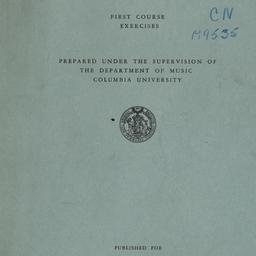 FIRST COURSE
EXERCISES
CN
M9535
PREPARED UNDER THE SUPERVISION OF
THE DEPARTMENT OF MUSIC
COLUMBIA UNIVERSITY
PUBLISHED FOR